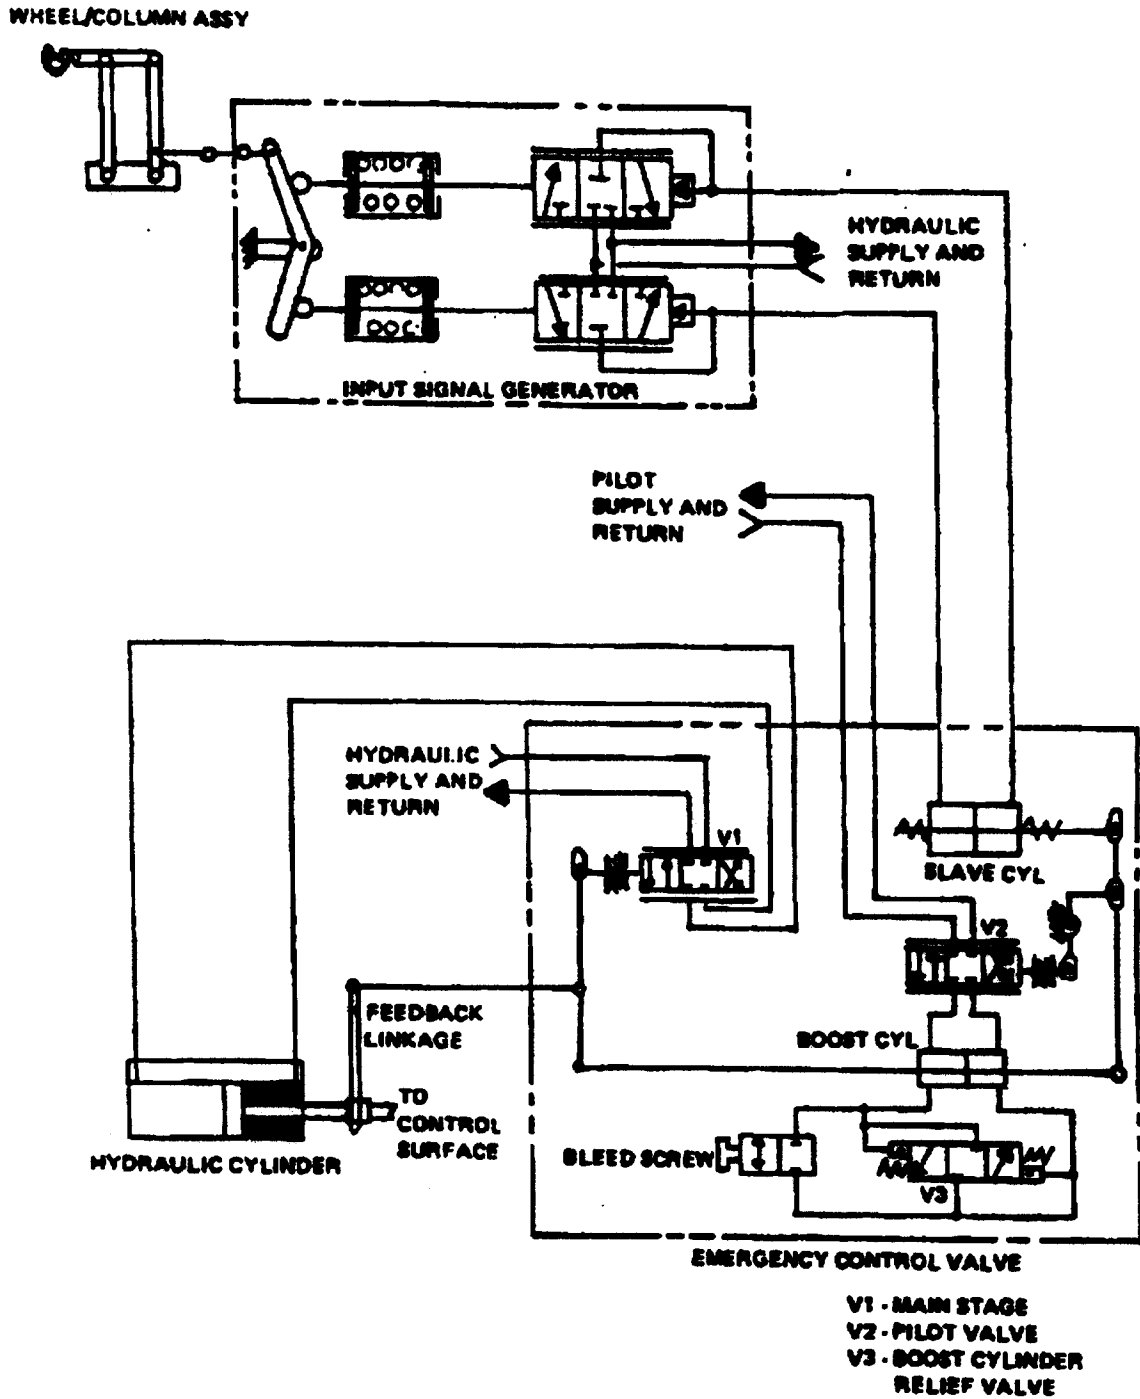 WHEEL/COLUMN ASSY
HYDRAULIC
SUPPLY AND
RETURN
INPUT SIGNAL GENERATOR
PILOT
SUPPLY AND
RETURN
HYDRAULIC
SUPPLY AND
RETURN
V1
SLAVE CYL
V2
FEEDBACK
LINKAGE
BOOST CYL
TO
CONTROL
SURFACE
HYDRAULIC CYLINDER
BLEED SCREW
V3
EMERGENCY CONTROL VALVE
V1 - MAIN STAGE
V2 - PILOT VALVE
V3 - BOOST CYLINDER
RELIEF VALVE